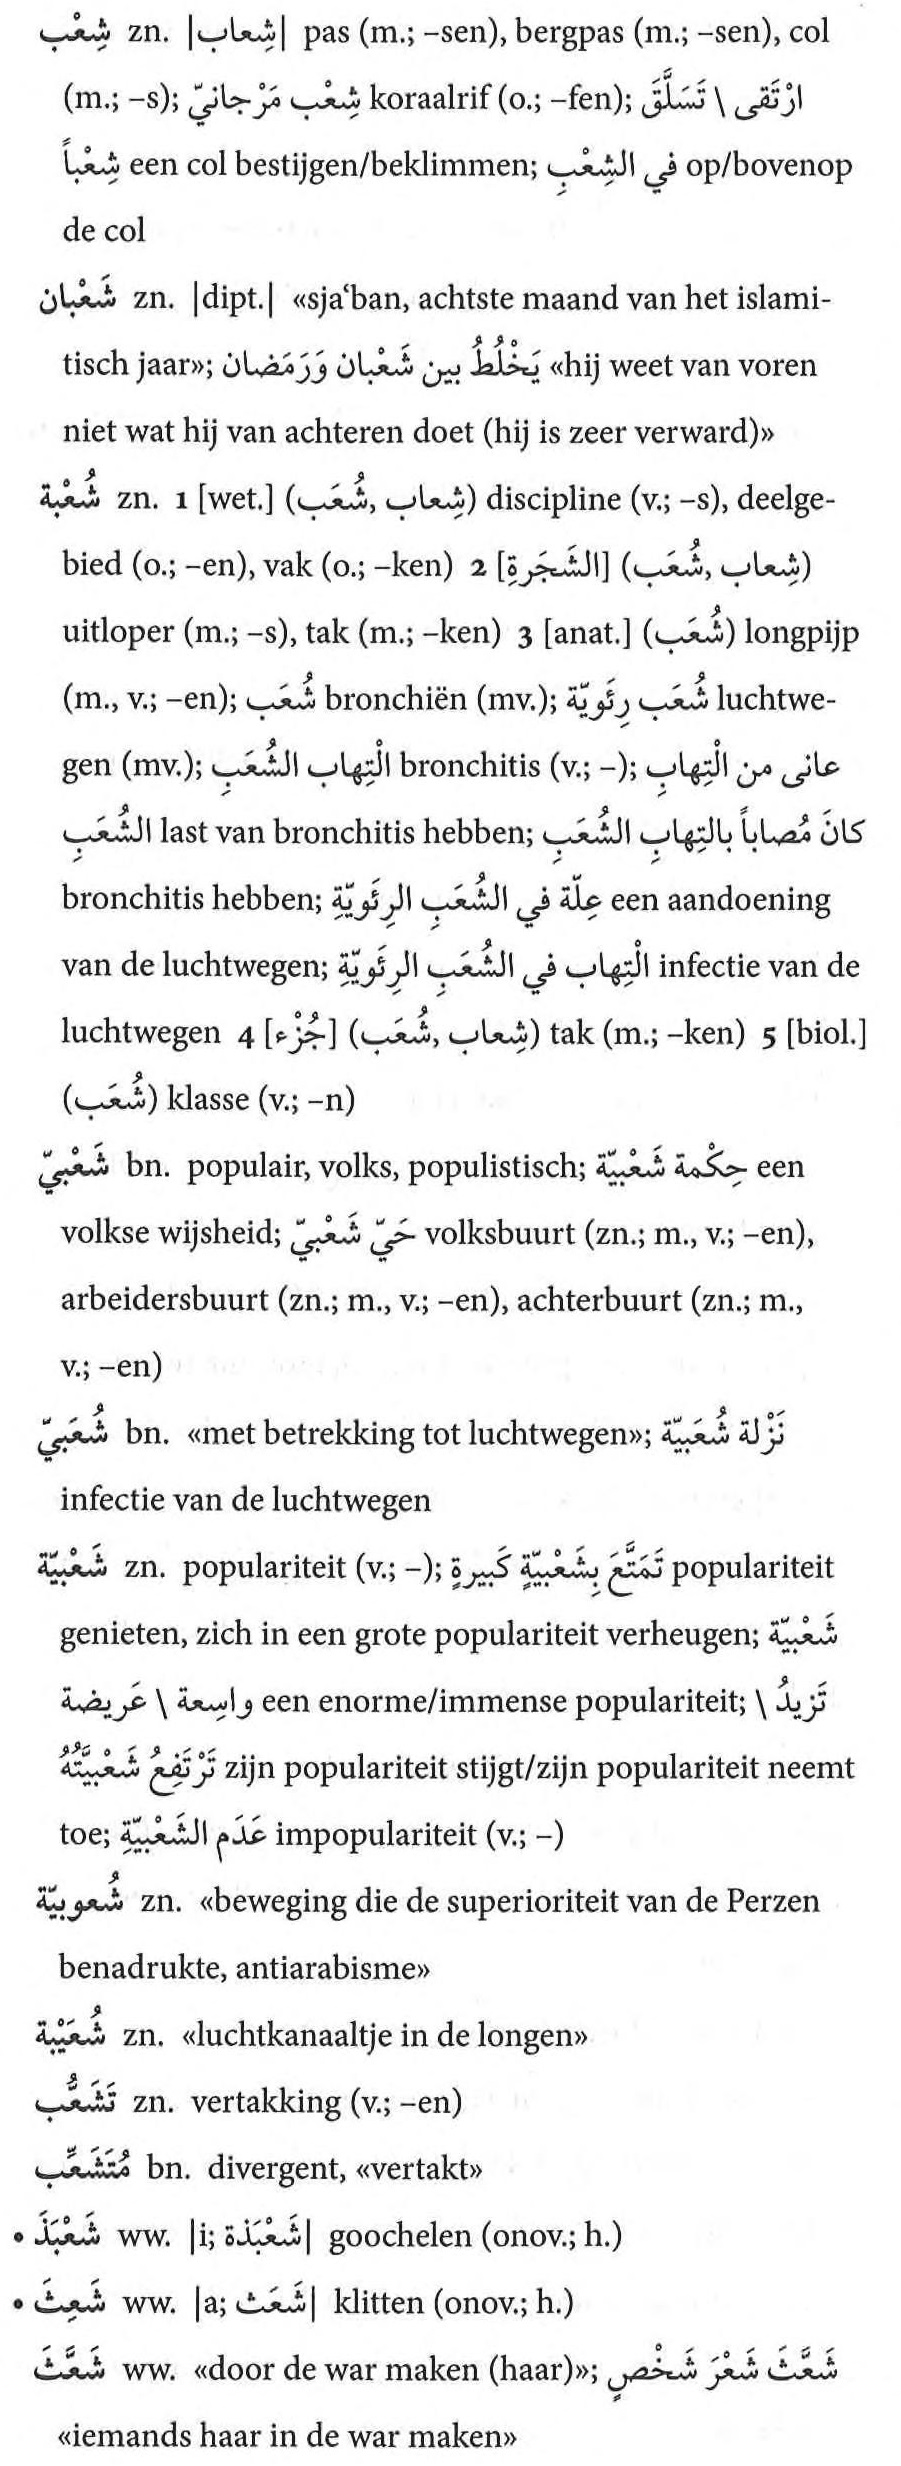 شِعْب zn. |شِعاب| pas (m.; –sen), bergpas (m.; –sen), col
(m.; –s); شِعْب مَرْجانيّ koraalrif (o.; –fen); ارْتَقى \ تَسَلَّقَ
شِعْباً een col bestijgen/beklimmen; في الشِعْبِ op/bovenop
de col
شَعْبان zn. |dipt.| «sja‘ban, achtste maand van het islami-
tisch jaar»; يَخْلُطُ بين شَعْبان وَرَمَضان «hij weet van voren
niet wat hij van achteren doet (hij is zeer verward)»
شُعْبة zn. 1 [wet.] (شِعاب ,شُعَب) discipline (v.; –s), deelge-
bied (o.; –en), vak (o.; –ken) 2 [الشَجَرةِ] (شِعاب ,شُعَب)
uitloper (m.; –s), tak (m.; –ken) 3 [anat.] (شُعَب) longpijp
(m., v.; –en); شُعَب bronchiën (mv.); شُعَب رِئَويّة luchtwe-
gen (mv.); الْتِهاب الشُعَبِ bronchitis (v.; –); عانى من الْتِهابِ
الشُعَبِ last van bronchitis hebben; كانَ مُصاباً بالتِهابِ الشُعَبِ
bronchitis hebben; عِلّة في الشُعَبِ الرِئَويّةِ een aandoening
van de luchtwegen; الْتِهاب في الشُعَبِ الرِئَويّةِ infectie van de
luchtwegen 4 [جُزْء] (شِعاب ,شُعَب) tak (m.; –ken) 5 [biol.]
(شُعَب) klasse (v.; –n)
شَعْبيّ bn. populair, volks, populistisch; حِكْمة شَعْبيّة een
volkse wijsheid; حَيّ شَعْبيّ volksbuurt (zn.; m., v.; –en),
arbeidersbuurt (zn.; m., v.; –en), achterbuurt (zn.; m.,
v.; –en)
شُعَبيّ bn. «met betrekking tot luchtwegen»; نَزْلة شُعَبيّة
infectie van de luchtwegen
شَعْبيّة zn. populariteit (v.; –); تَمَتَّعَ بِشَعْبيّةٍ كَبيرةٍ populariteit
genieten, zich in een grote populariteit verheugen; شَعْبيّة
واسِعة \ عَريضة een enorme/immense populariteit; تَزيدُ \
تَرْتَفِعُ شَعْبيَّتُهُ zijn populariteit stijgt/zijn populariteit neemt
toe; عَدَم الشَعْبيّةِ impopulariteit (v.; –)
شُعوبيّة zn. «beweging die de superioriteit van de Perzen
benadrukte, antiarabisme»
شُعَيْبة zn. «luchtkanaaltje in de longen»
تَشَعُّب zn. vertakking (v.; –en)
مُتَشَعِّب bn. divergent, «vertakt»
• شَعْبَذَ ww. |i; شَعْبَذة| goochelen (onov.; h.)
• شَعِثَ ww. |a; شَعَث| klitten (onov.; h.)
شَعَّثَ ww. «door de war maken (haar)»; شَعَّثَ شَعْرَ شَخْصٍ
«iemands haar in de war maken»